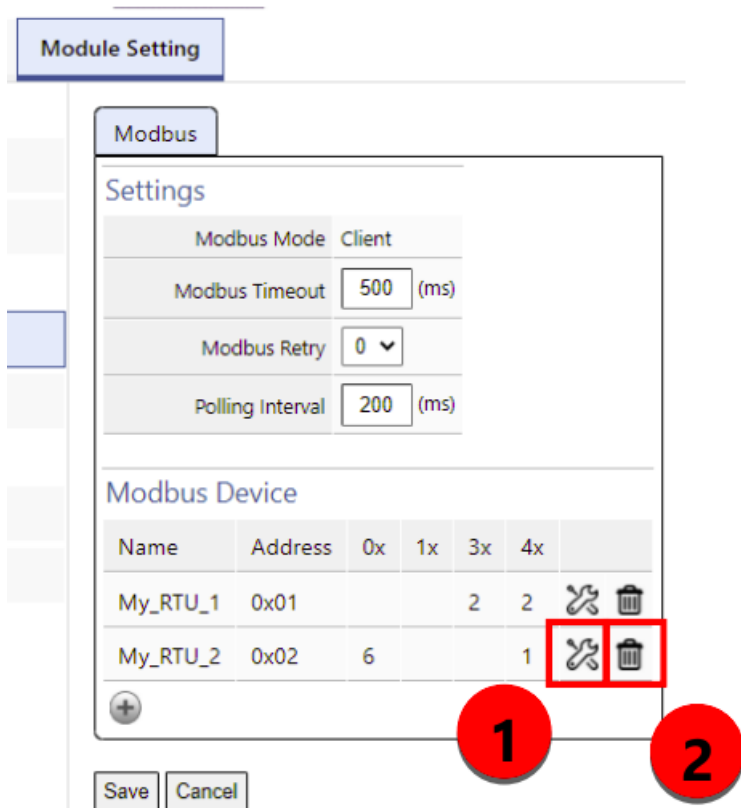 Module Setting
Modbus
Settings
Modbus Mode Client
Modbus Timeout 500 (ms)
Modbus Retry 0
Polling Interval 200 (ms)
Modbus Device
Name Address 0x 1x 3x 4x
My_RTU_1 0x01 2 2
My_RTU_2 0x02 6 1
1
2
Save Cancel